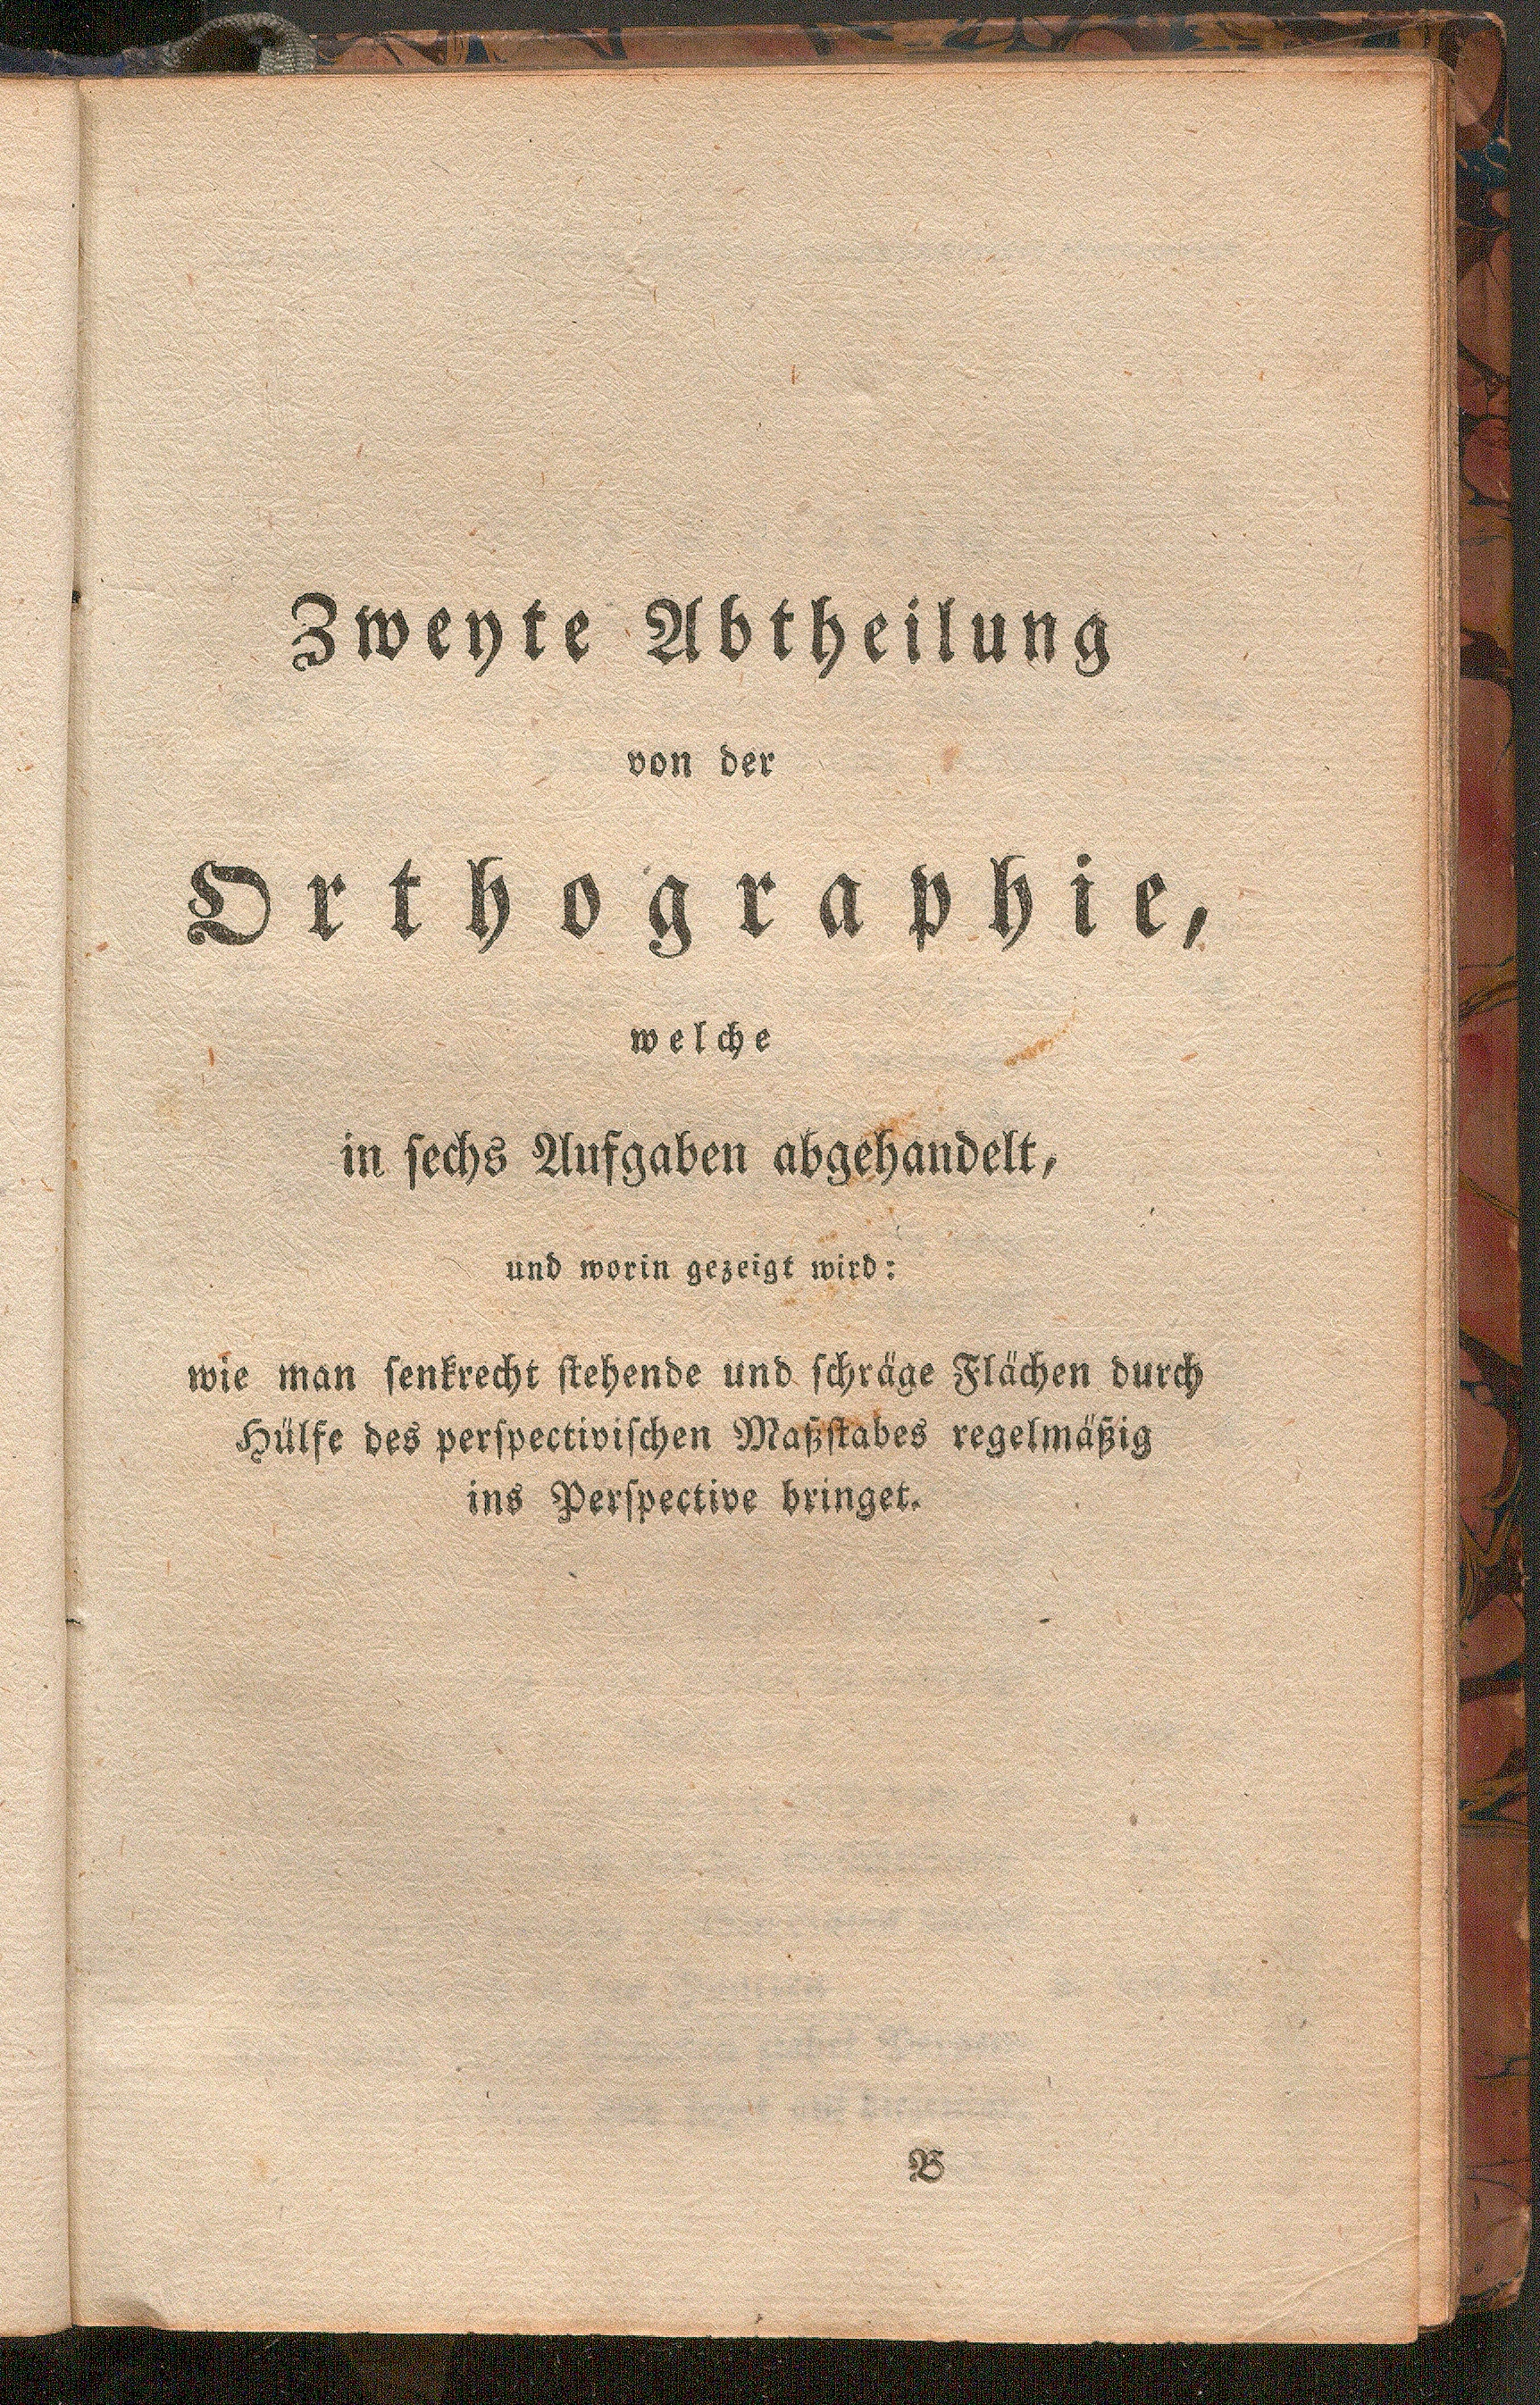 Zweyte Abtheilung
von der
Orthographie,
welche
in sechs Aufgaben abgehandelt,
und worin gezeigt wird:
wie man senkrecht stehende und schräge Flächen durch
Hülfe des perspectivischen Maßstabes regelmäßig
ins Perspective bringet.
B